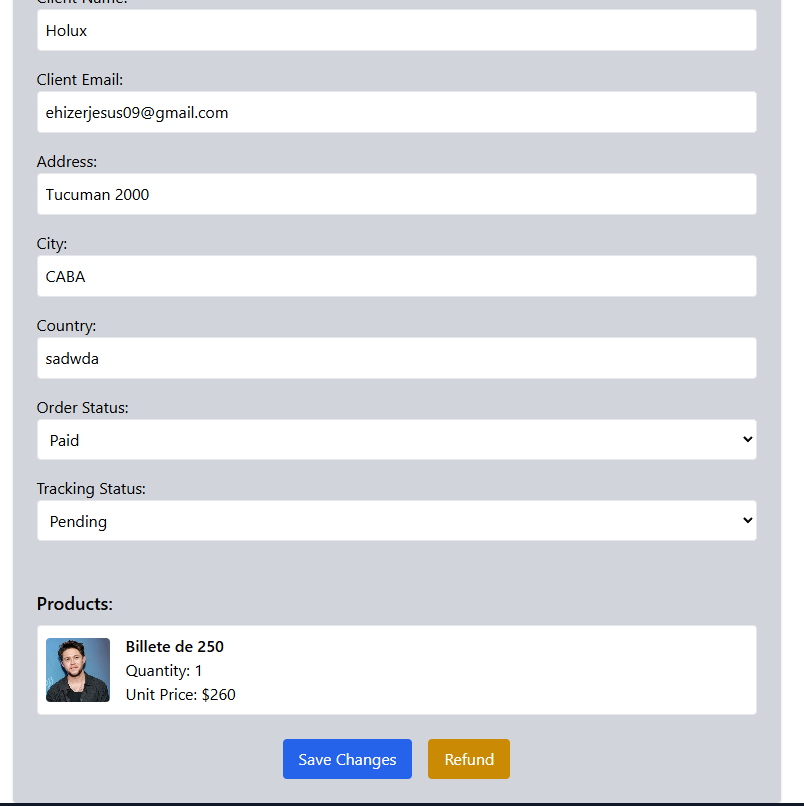 Client Name:
Holux
Client Email:
ehizerjesus09@gmail.com
Address:
Tucuman 2000
City:
CABA
Country:
sadwda
Order Status:
Paid
Tracking Status:
Pending
Products:
Billete de 250
Quantity: 1
Unit Price: $260
Save Changes
Refund